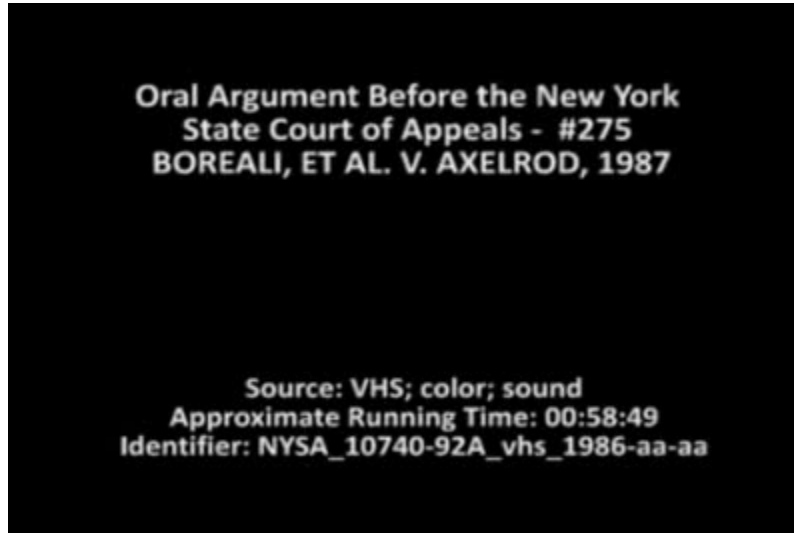 Oral Argument Before the New York
State Court of Appeals - #275
BOREALI, ET AL. V. AXELROD, 1987
Source: VHS; color; sound
Approximate Running Time: 00:58:49
Identifier: NYSA_10740-92A_vhs_1986-aa-aa